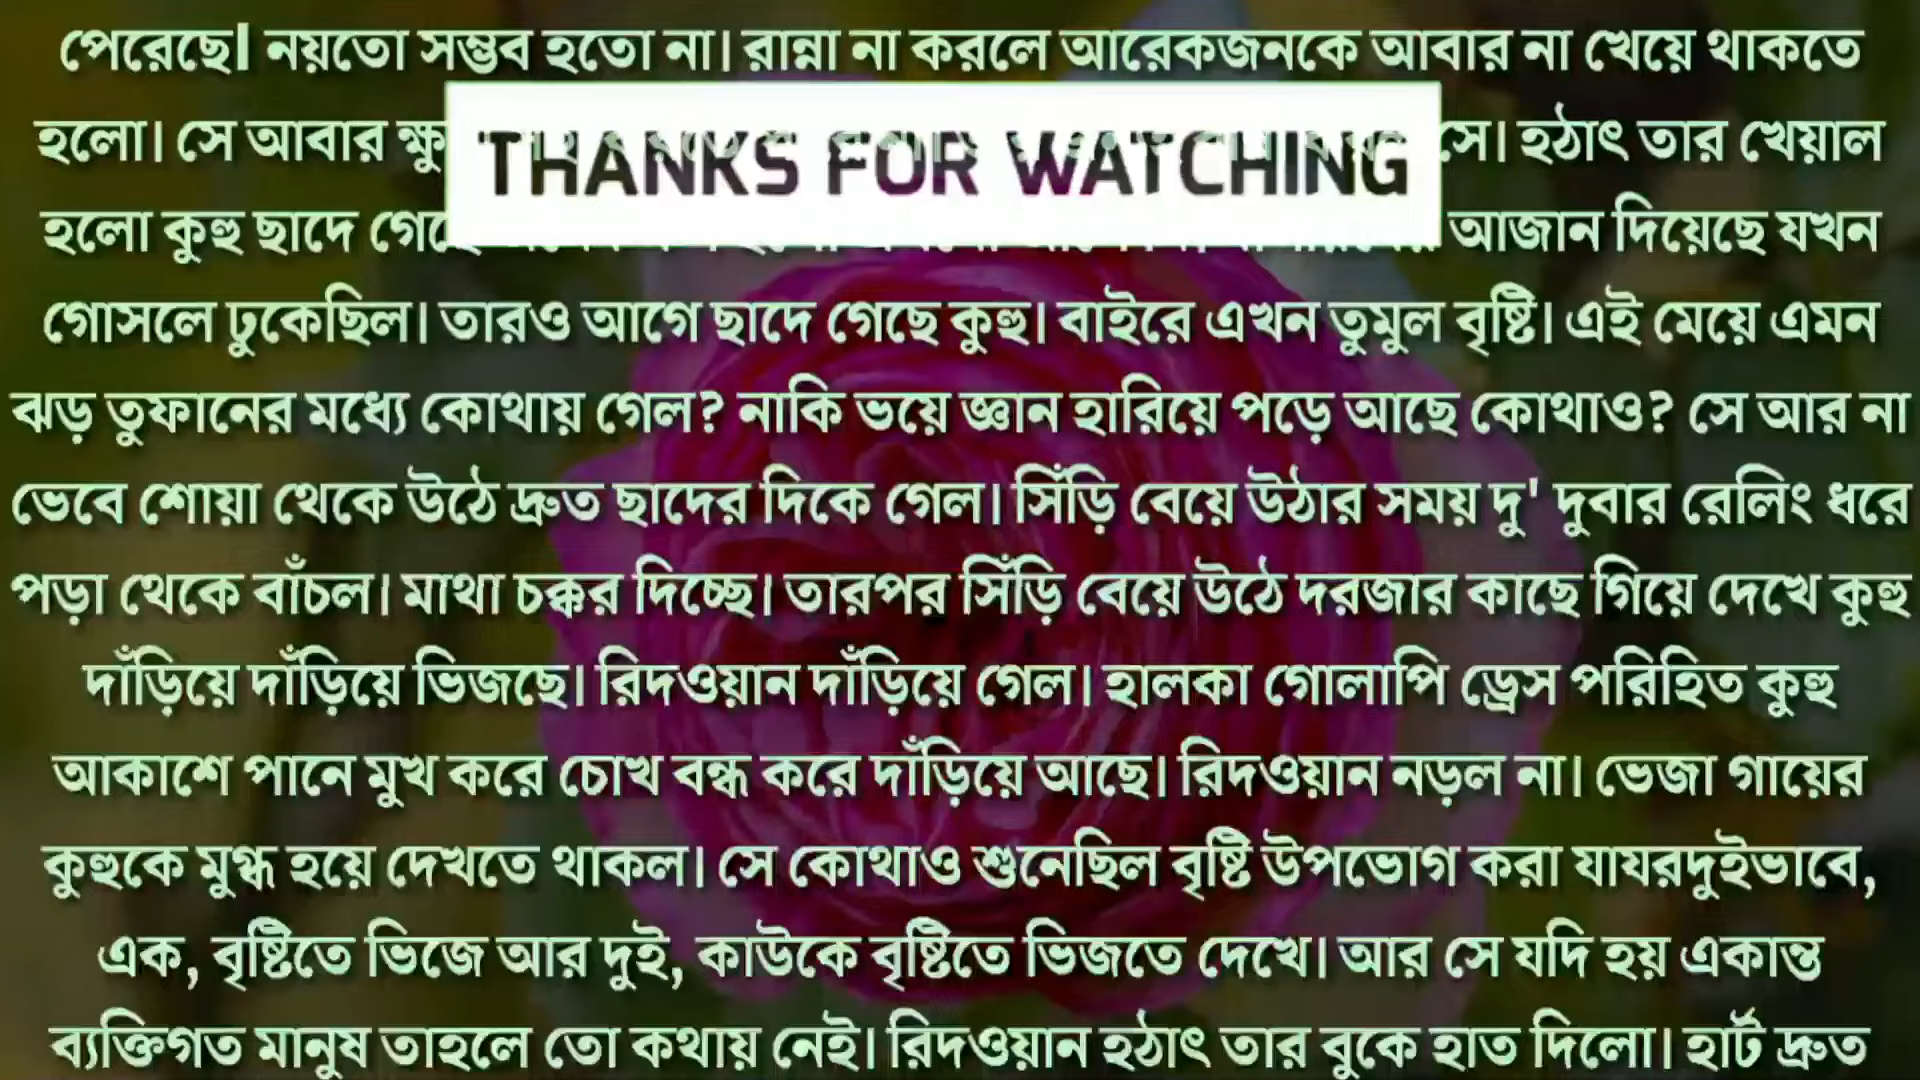 পেরেছে। নয়তো সম্ভব হতো না। রান্না না করলে আরেকজনকে আবার না খেয়ে থাকতে
হলো। সে আবার ক্ষু
THANKS FOR WATCHING
সে। হঠাৎ তার খেয়াল
হলো কুহু ছাদে গেছে
আজান দিয়েছে যখন
গোসলে ঢুকেছিল। তারও আগে ছাদে গেছে কুহু। বাইরে এখন তুমুল বৃষ্টি। এই মেয়ে এমন
ঝড় তুফানের মধ্যে কোথায় গেল? নাকি ভয়ে জ্ঞান হারিয়ে পড়ে আছে কোথাও? সে আর না
ভেবে শোয়া থেকে উঠে দ্রুত ছাদের দিকে গেল। সিঁড়ি বেয়ে উঠার সময় দু' দুবার রেলিং ধরে
পড়া থেকে বাঁচল। মাথা চক্কর দিচ্ছে। তারপর সিঁড়ি বেয়ে উঠে দরজার কাছে গিয়ে দেখে কুহু
দাঁড়িয়ে দাঁড়িয়ে ভিজছে। রিদওয়ান দাঁড়িয়ে গেল। হালকা গোলাপি ড্রেস পরিহিত কুহু
আকাশে পানে মুখ করে চোখ বন্ধ করে দাঁড়িয়ে আছে। রিদওয়ান নড়ল না। ভেজা গায়ের
কুহুকে মুগ্ধ হয়ে দেখতে থাকল। সে কোথাও শুনেছিল বৃষ্টি উপভোগ করা যাযরদুইভাবে,
এক, বৃষ্টিতে ভিজে আর দুই, কাউকে বৃষ্টিতে ভিজতে দেখে। আর সে যদি হয় একান্ত
ব্যক্তিগত মানুষ তাহলে তো কথায় নেই। রিদওয়ান হঠাৎ তার বুকে হাত দিলো। হার্ট দ্রুত